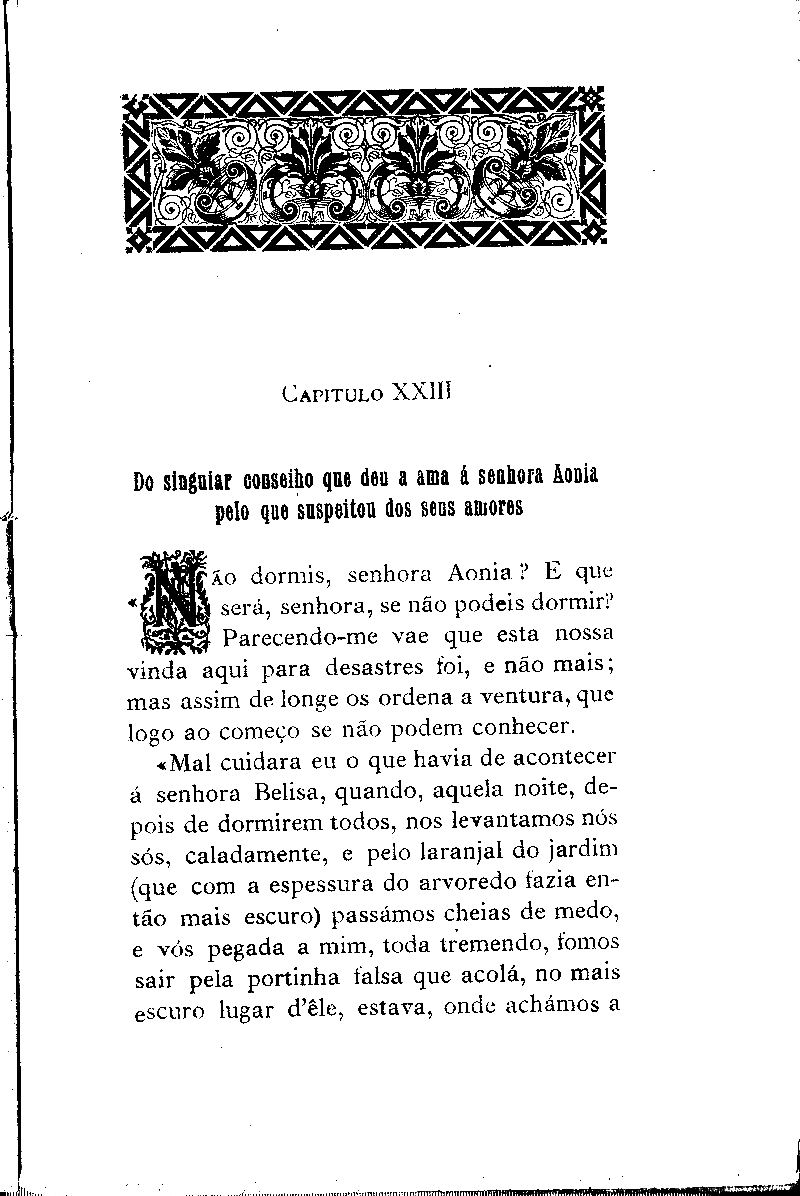 CAPITULO XXIII
Do singular conselho que deu a ama á senhora Aonia
pelo que suspeitou dos seus amores
«NÃO dormis, senhora Aonia? E que
será, senhora, se não podeis dormir?
Parecendo-me vae que esta nossa
vinda aqui para desastres foi, e não mais;
mas assim de longe os ordena a ventura, que
logo ao começo se não podem conhecer.
«Mal cuidara eu o que havia de acontecer
á senhora Belisa, quando, aquela noite, de-
pois de dormirem todos, nos levantamos nós
sós, caladamente, e pelo laranjal do jardim
(que com a espessura do arvoredo fazia en-
tão mais escuro) passámos cheias de medo,
e vós pegada a mim, toda tremendo, fomos
sair pela portinha falsa que acolá, no mais
escuro lugar d'êle, estava, onde achámos a